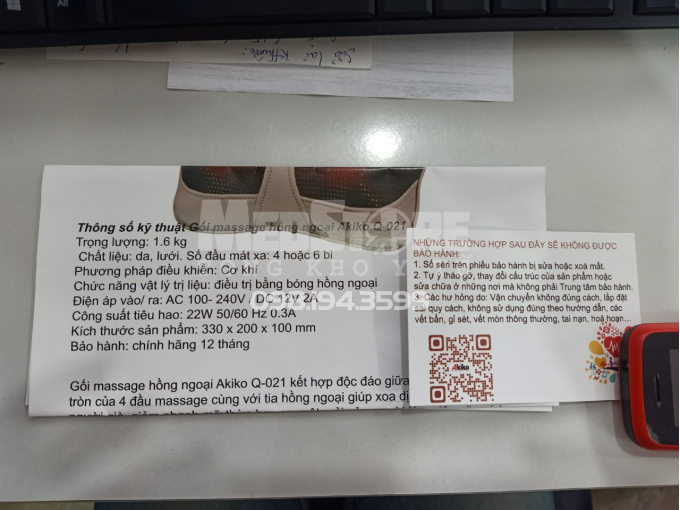 Thông số kỹ thuật Gối massage hồng ngoại Akiko Q-021
Trọng lượng: 1.6 kg
Chất liệu: da, lưới. Số đầu mát xa: 4 hoặc 6 bi
Phương pháp điều khiển: Cơ khí
Chức năng vật lý trị liệu: điều trị bằng bóng hồng ngoại
Điện áp vào/ ra: AC 100- 240V / DC 12V 2A
Công suất tiêu hao: 22W 50/60 Hz 0.3A
Kích thước sản phẩm: 330 x 200 x 100 mm
Bảo hành: chính hãng 12 tháng
Gối massage hồng ngoại Akiko Q-021 kết hợp độc đáo giữa
tròn của 4 đầu massage cùng với tia hồng ngoại giúp xoa dị
NHỮNG TRƯỜNG HỢP SAU ĐÂY SẼ KHÔNG ĐƯỢC
BẢO HÀNH:
1. Số sêri trên phiếu bảo hành bị sửa hoặc xoá mất.
2. Tự ý tháo gỡ, thay đổi cấu trúc của sản phẩm hoặc
sửa chữa ở những nơi mà không phải Trung tâm bảo hành.
3. Các hư hỏng do: Vận chuyển không đúng cách, lắp đặt
sai quy cách, không sử dụng đúng theo hướng dẫn, các
vết bẩn, gỉ sét, vết mòn thông thường, tai nạn, hoả hoạn...
Akiko
MEDSTORE